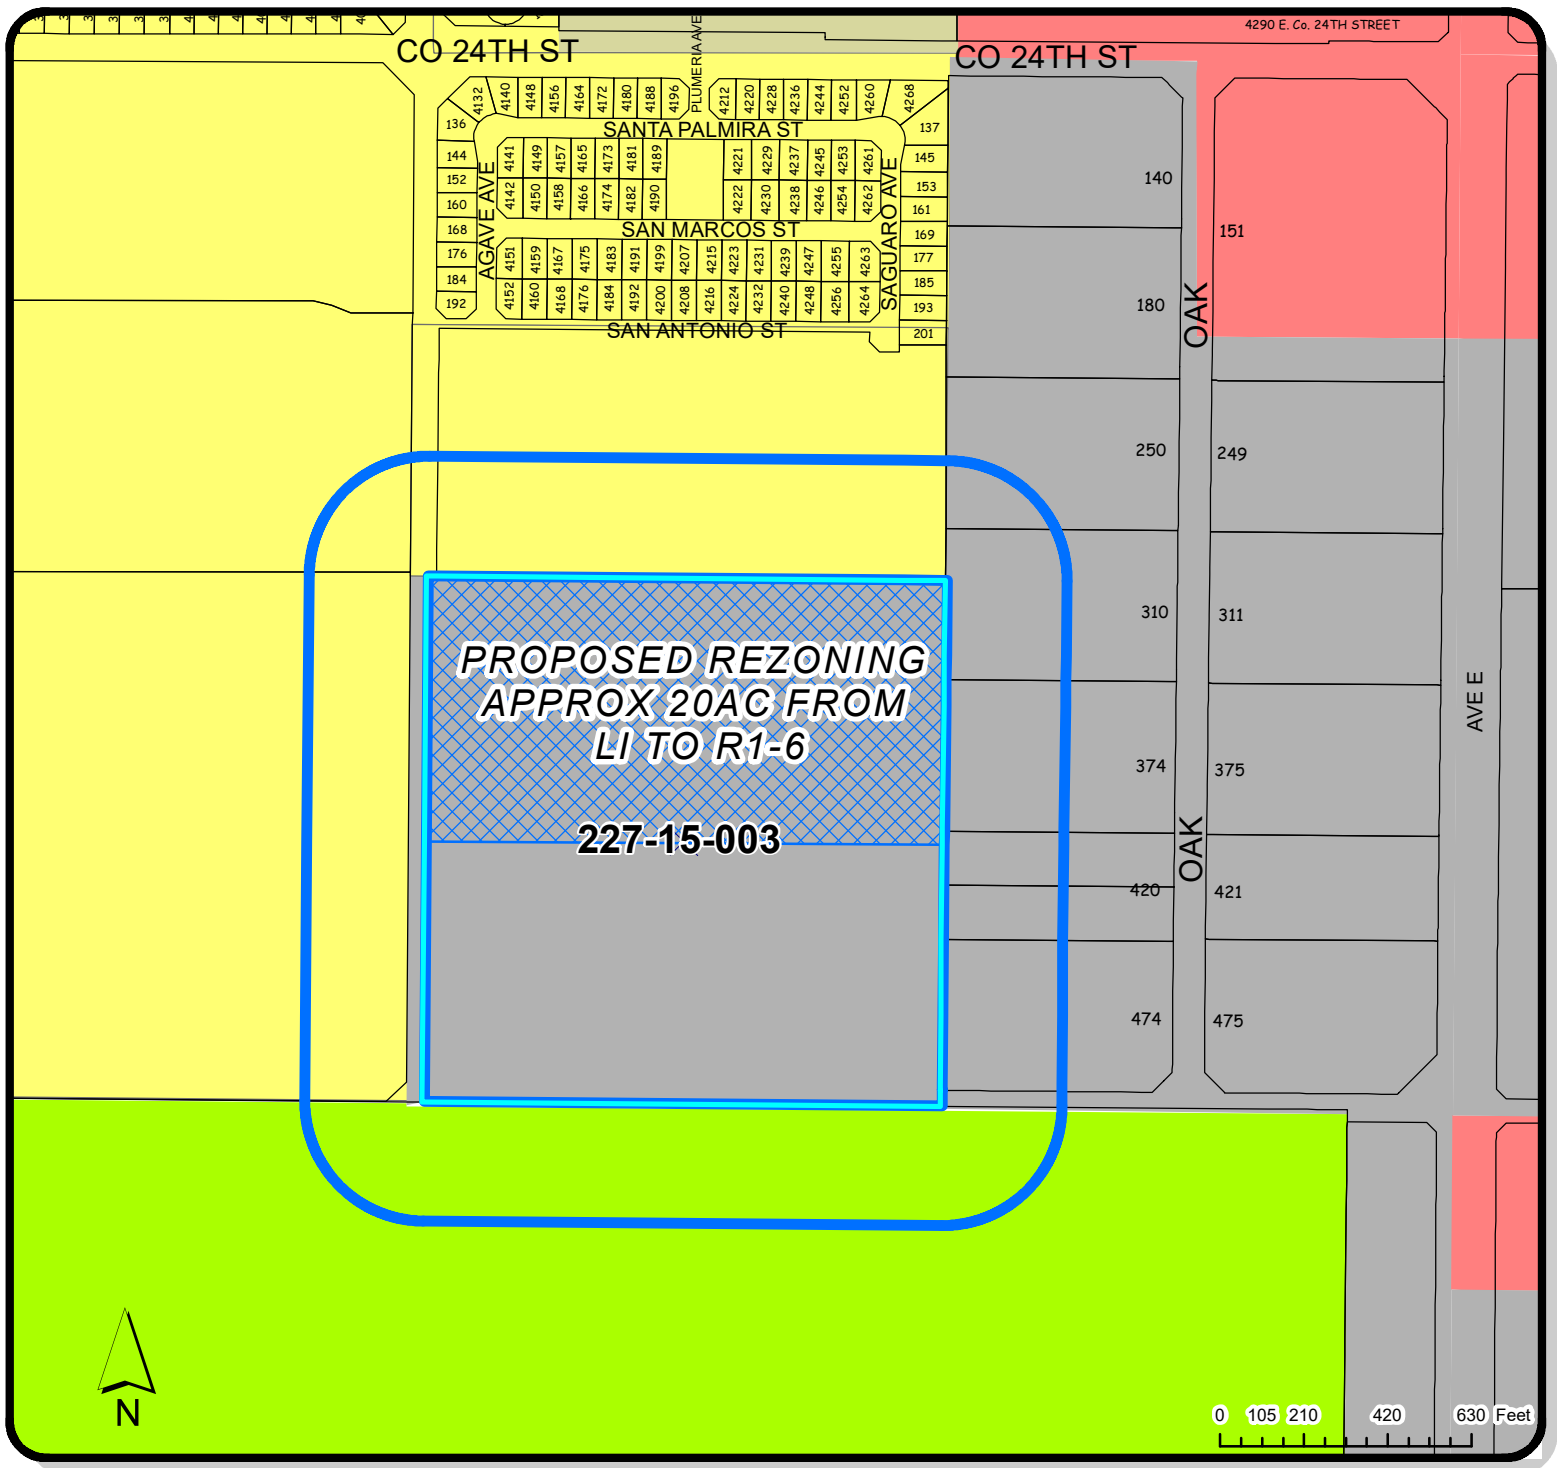 4290 E. Co. 24TH STREET
CO 24TH ST
CO 24TH ST
PLUMERIA AVE
4132 4140 4148 4156 4164 4172 4180 4188 4196 4212 4220 4228 4236 4244 4252 4260 4268
SANTA PALMIRA ST
136 137
144 4141 4149 4157 4165 4173 4181 4189 4221 4229 4237 4245 4253 4261 145
152 153
160 4142 4150 4158 4166 4174 4182 4190 4222 4230 4238 4246 4254 4262 161
AGAVE AVE
SAGUARO AVE
168 SAN MARCOS ST 169
176 4151 4159 4167 4175 4183 4191 4199 4207 4215 4223 4231 4239 4247 4255 4263 177
184 185
192 4152 4160 4168 4176 4184 4192 4200 4208 4216 4224 4232 4240 4248 4256 4264 193
SAN ANTONIO ST 201
140
151
180
OAK
250 249
310 311
PROPOSED REZONING
APPROX 20AC FROM
LI TO R1-6
227-15-003
AVE E
374 375
OAK
420 421
474 475
N
0 105 210 420 630 Feet